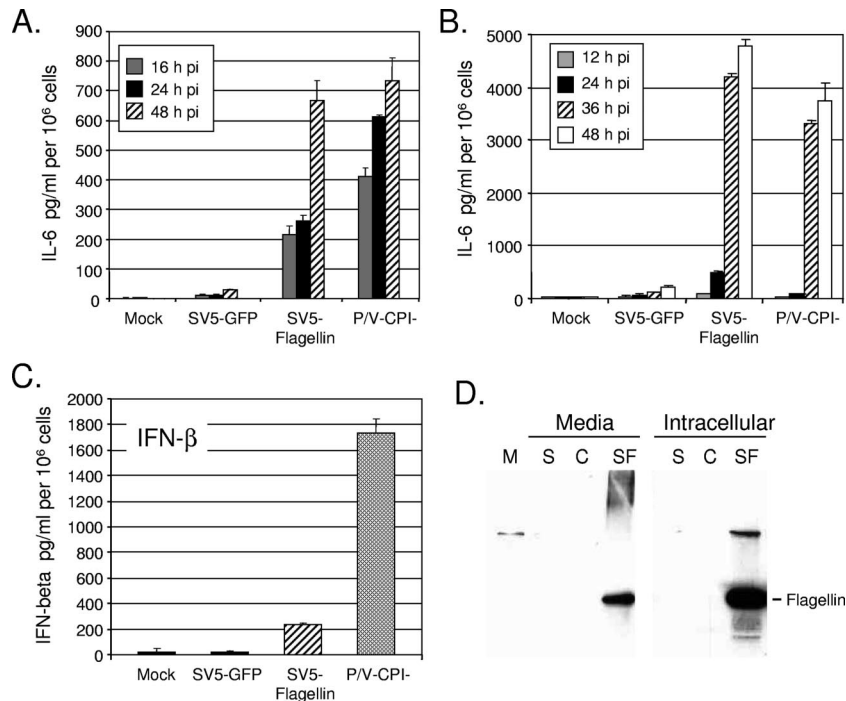 A.
IL-6 pg/ml per 10⁶ cells
900
800
700
600
500
400
300
200
100
0
16 h pi
24 h pi
48 h pi
Mock
SV5-GFP
SV5-
Flagellin
P/V-CPI-
B.
IL-6 pg/ml per 10⁶ cells
5000
4000
3000
2000
1000
0
12 h pi
24 h pi
36 h pi
48 h pi
Mock
SV5-GFP
SV5-
Flagellin
P/V-CPI-
C.
IFN-beta pg/ml per 10⁶ cells
2000
1800
1600
1400
1200
1000
800
600
400
200
0
IFN-β
Mock
SV5-GFP
SV5-
Flagellin
P/V-CPI-
D.
Media
Intracellular
M S C SF S C SF
– Flagellin